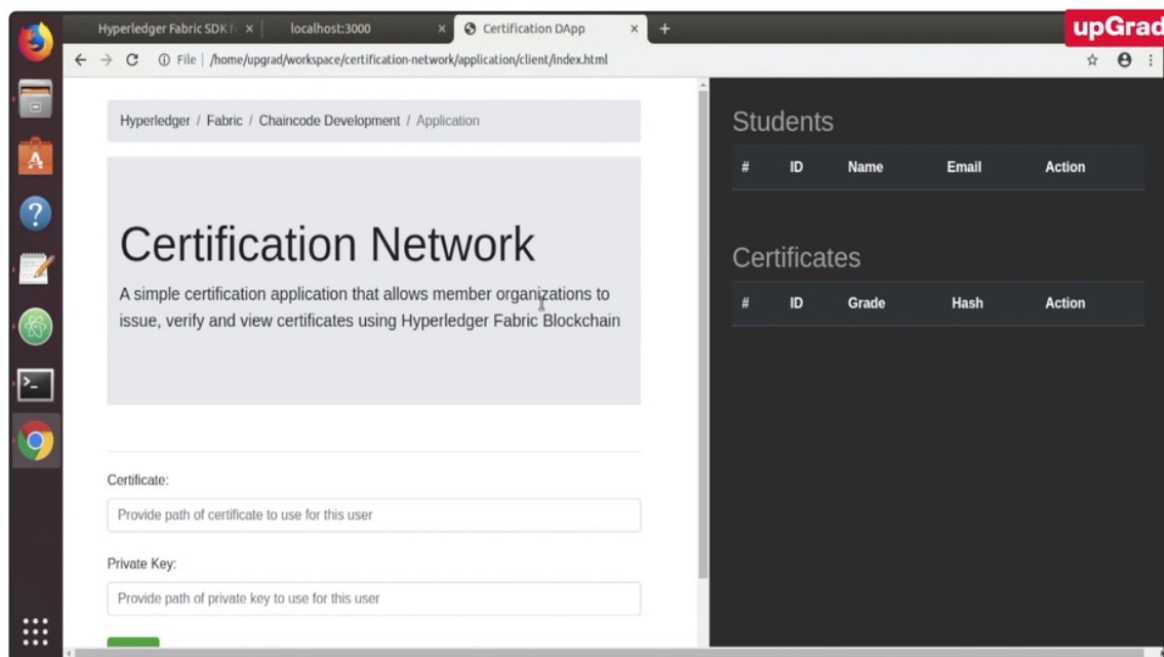 Hyperledger Fabric SDK f
localhost:3000
Certification DApp
upGrad
File | /home/upgrad/workspace/certification-network/application/client/index.html
Hyperledger / Fabric / Chaincode Development / Application
Certification Network
A simple certification application that allows member organizations to
issue, verify and view certificates using Hyperledger Fabric Blockchain
Certificate:
Provide path of certificate to use for this user
Private Key:
Provide path of private key to use for this user
Students
# ID Name Email Action
Certificates
# ID Grade Hash Action